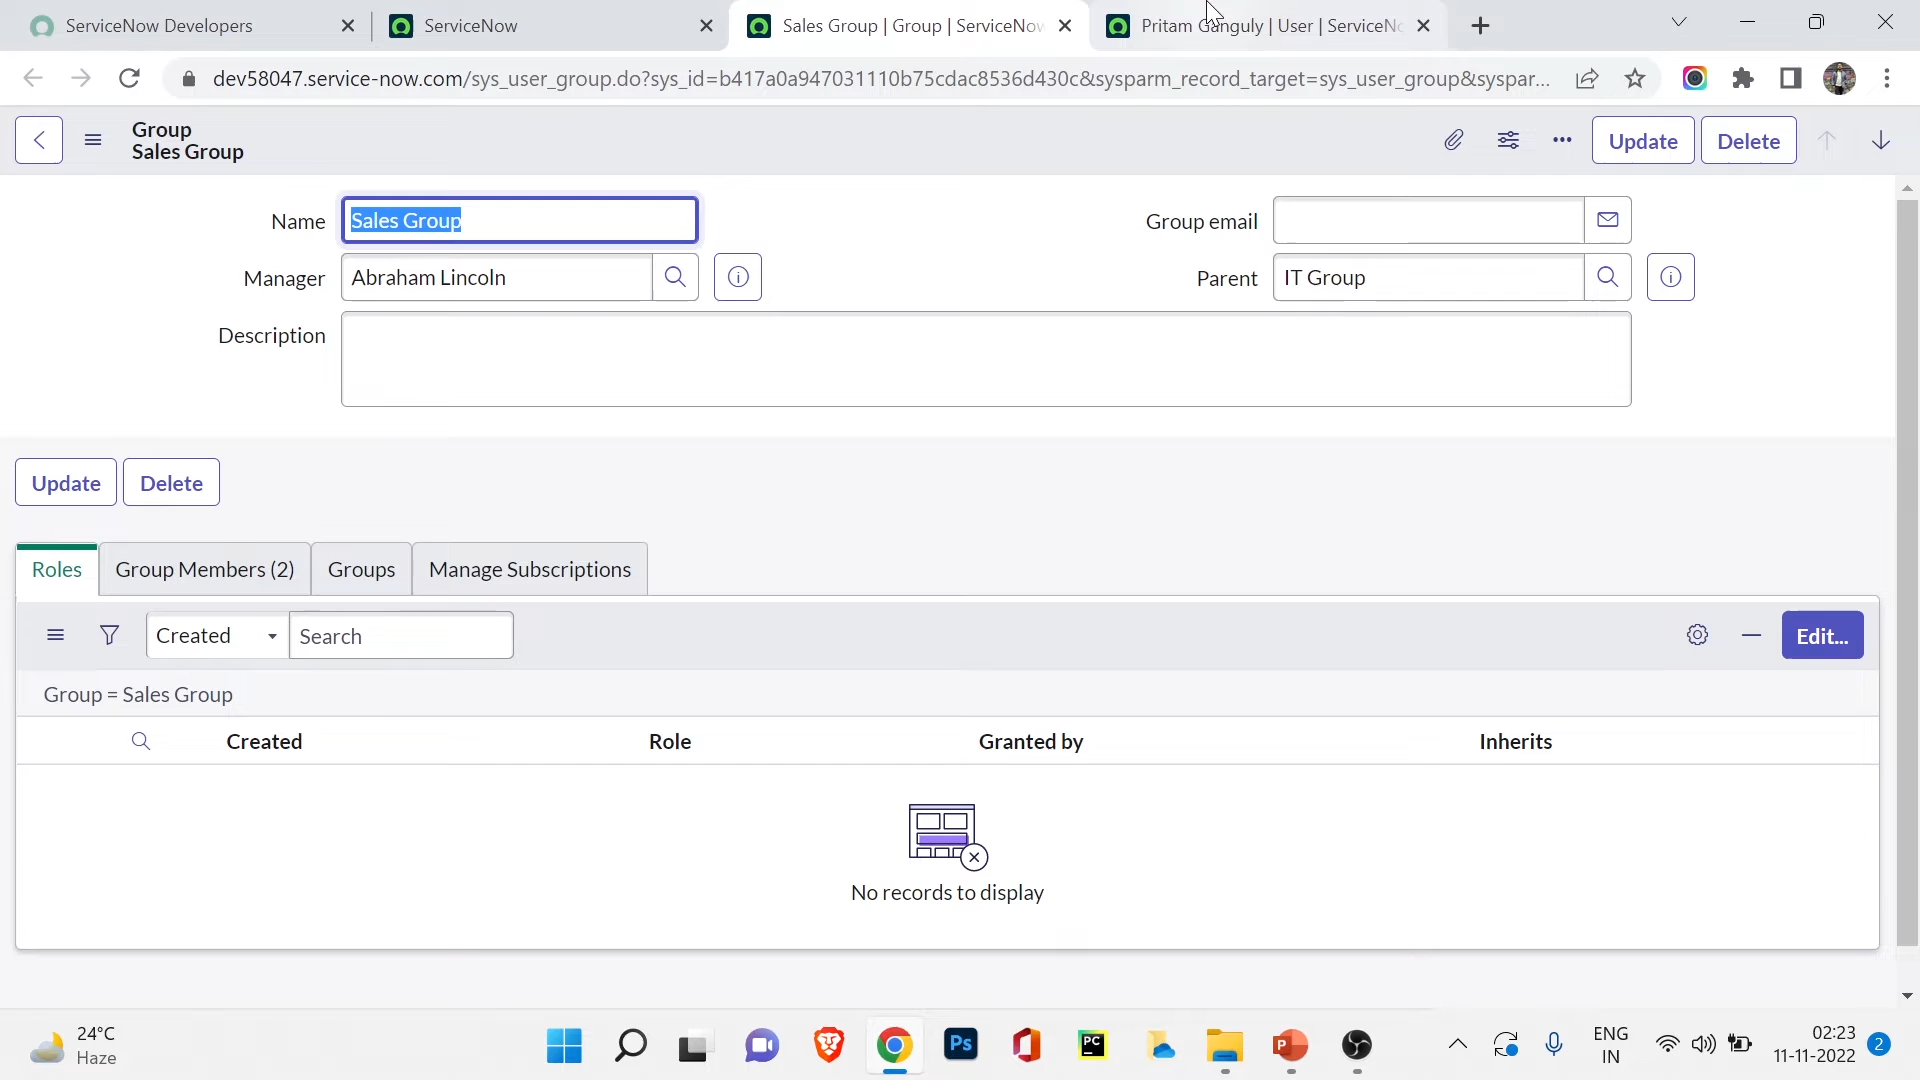 ServiceNow Developers
ServiceNow
Sales Group | Group | ServiceNow
Pritam Ganguly | User | ServiceNo
dev58047.service-now.com/sys_user_group.do?sys_id=b417a0a947031110b75cdac8536d430c&sysparm_record_target=sys_user_group&syspar...
Group
Sales Group
Update
Delete
Name
Sales Group
Group email
Manager
Abraham Lincoln
Parent
IT Group
Description
Update
Delete
Roles
Group Members (2)
Groups
Manage Subscriptions
Created
Search
Edit...
Group = Sales Group
Created
Role
Granted by
Inherits
No records to display
24°C
Haze
Ps
PC
P
ENG
IN
02:23
11-11-2022
2